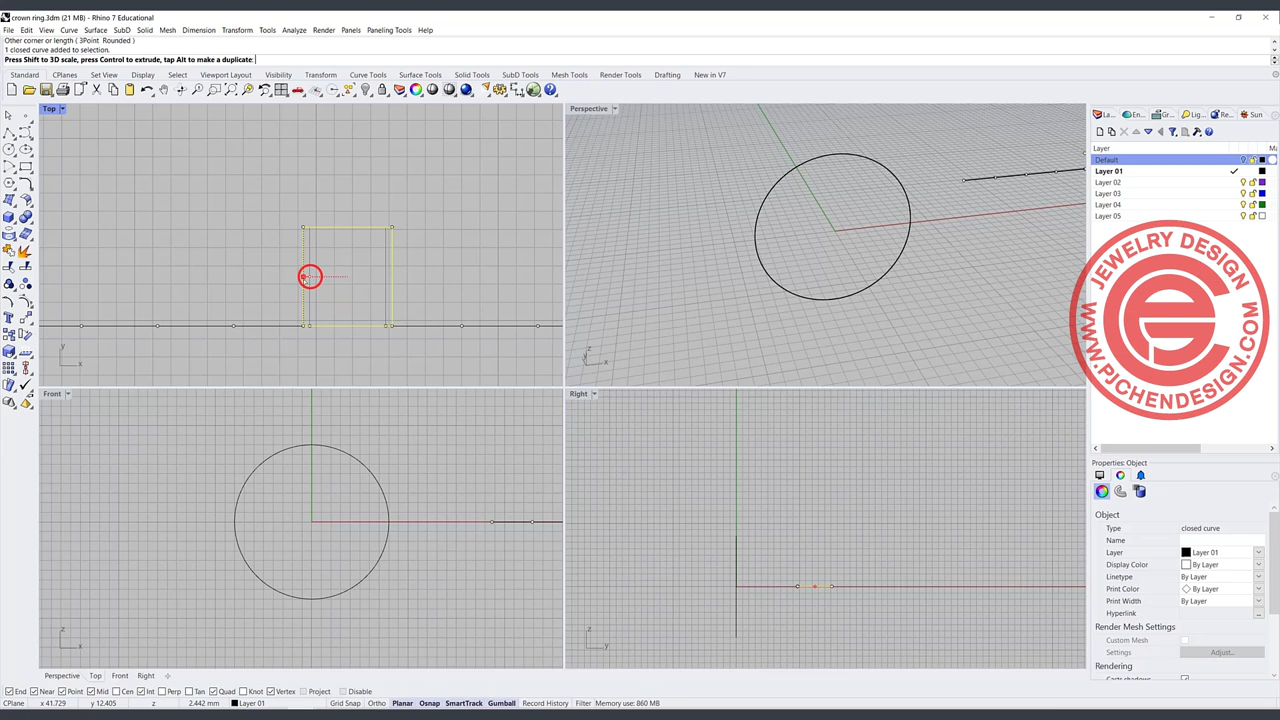 crown ring.3dm (21 MB) - Rhino 7 Educational
File Edit View Curve Surface SubD Solid Mesh Dimension Transform Tools Analyze Render Panels Paneling Tools Help
Other corner or length ( 3Point Rounded )
1 closed curve added to selection.
Press Shift to 3D scale, press Control to extrude, tap Alt to make a duplicate:
Standard CPlanes Set View Display Select Viewport Layout Visibility Transform Curve Tools Surface Tools Solid Tools SubD Tools Mesh Tools Render Tools Drafting New in V7
Top
Perspective
La... En... Gr... Lig... Re... Sun
Layer Ma
Default
Layer 01
Layer 02
Layer 03
Layer 04
Layer 05
JEWELRY DESIGN
WWW.PJCHENDESIGN.COM
y
x
z
y
x
Front
Right
z
x
z
y
Properties: Object
Object
Type closed curve
Name
Layer Layer 01
Display Color By Layer
Linetype By Layer
Print Color By Layer
Print Width By Layer
Hyperlink ...
Render Mesh Settings
Custom Mesh
Settings Adjust...
Rendering
Casts shadows
Perspective Top Front Right
End Near Point Mid Cen Int Perp Tan Quad Knot Vertex Project Disable
CPlane x 41.729 y 12.405 z 2.442 mm Layer 01 Grid Snap Ortho Planar Osnap SmartTrack Gumball Record History Filter Memory use: 860 MB